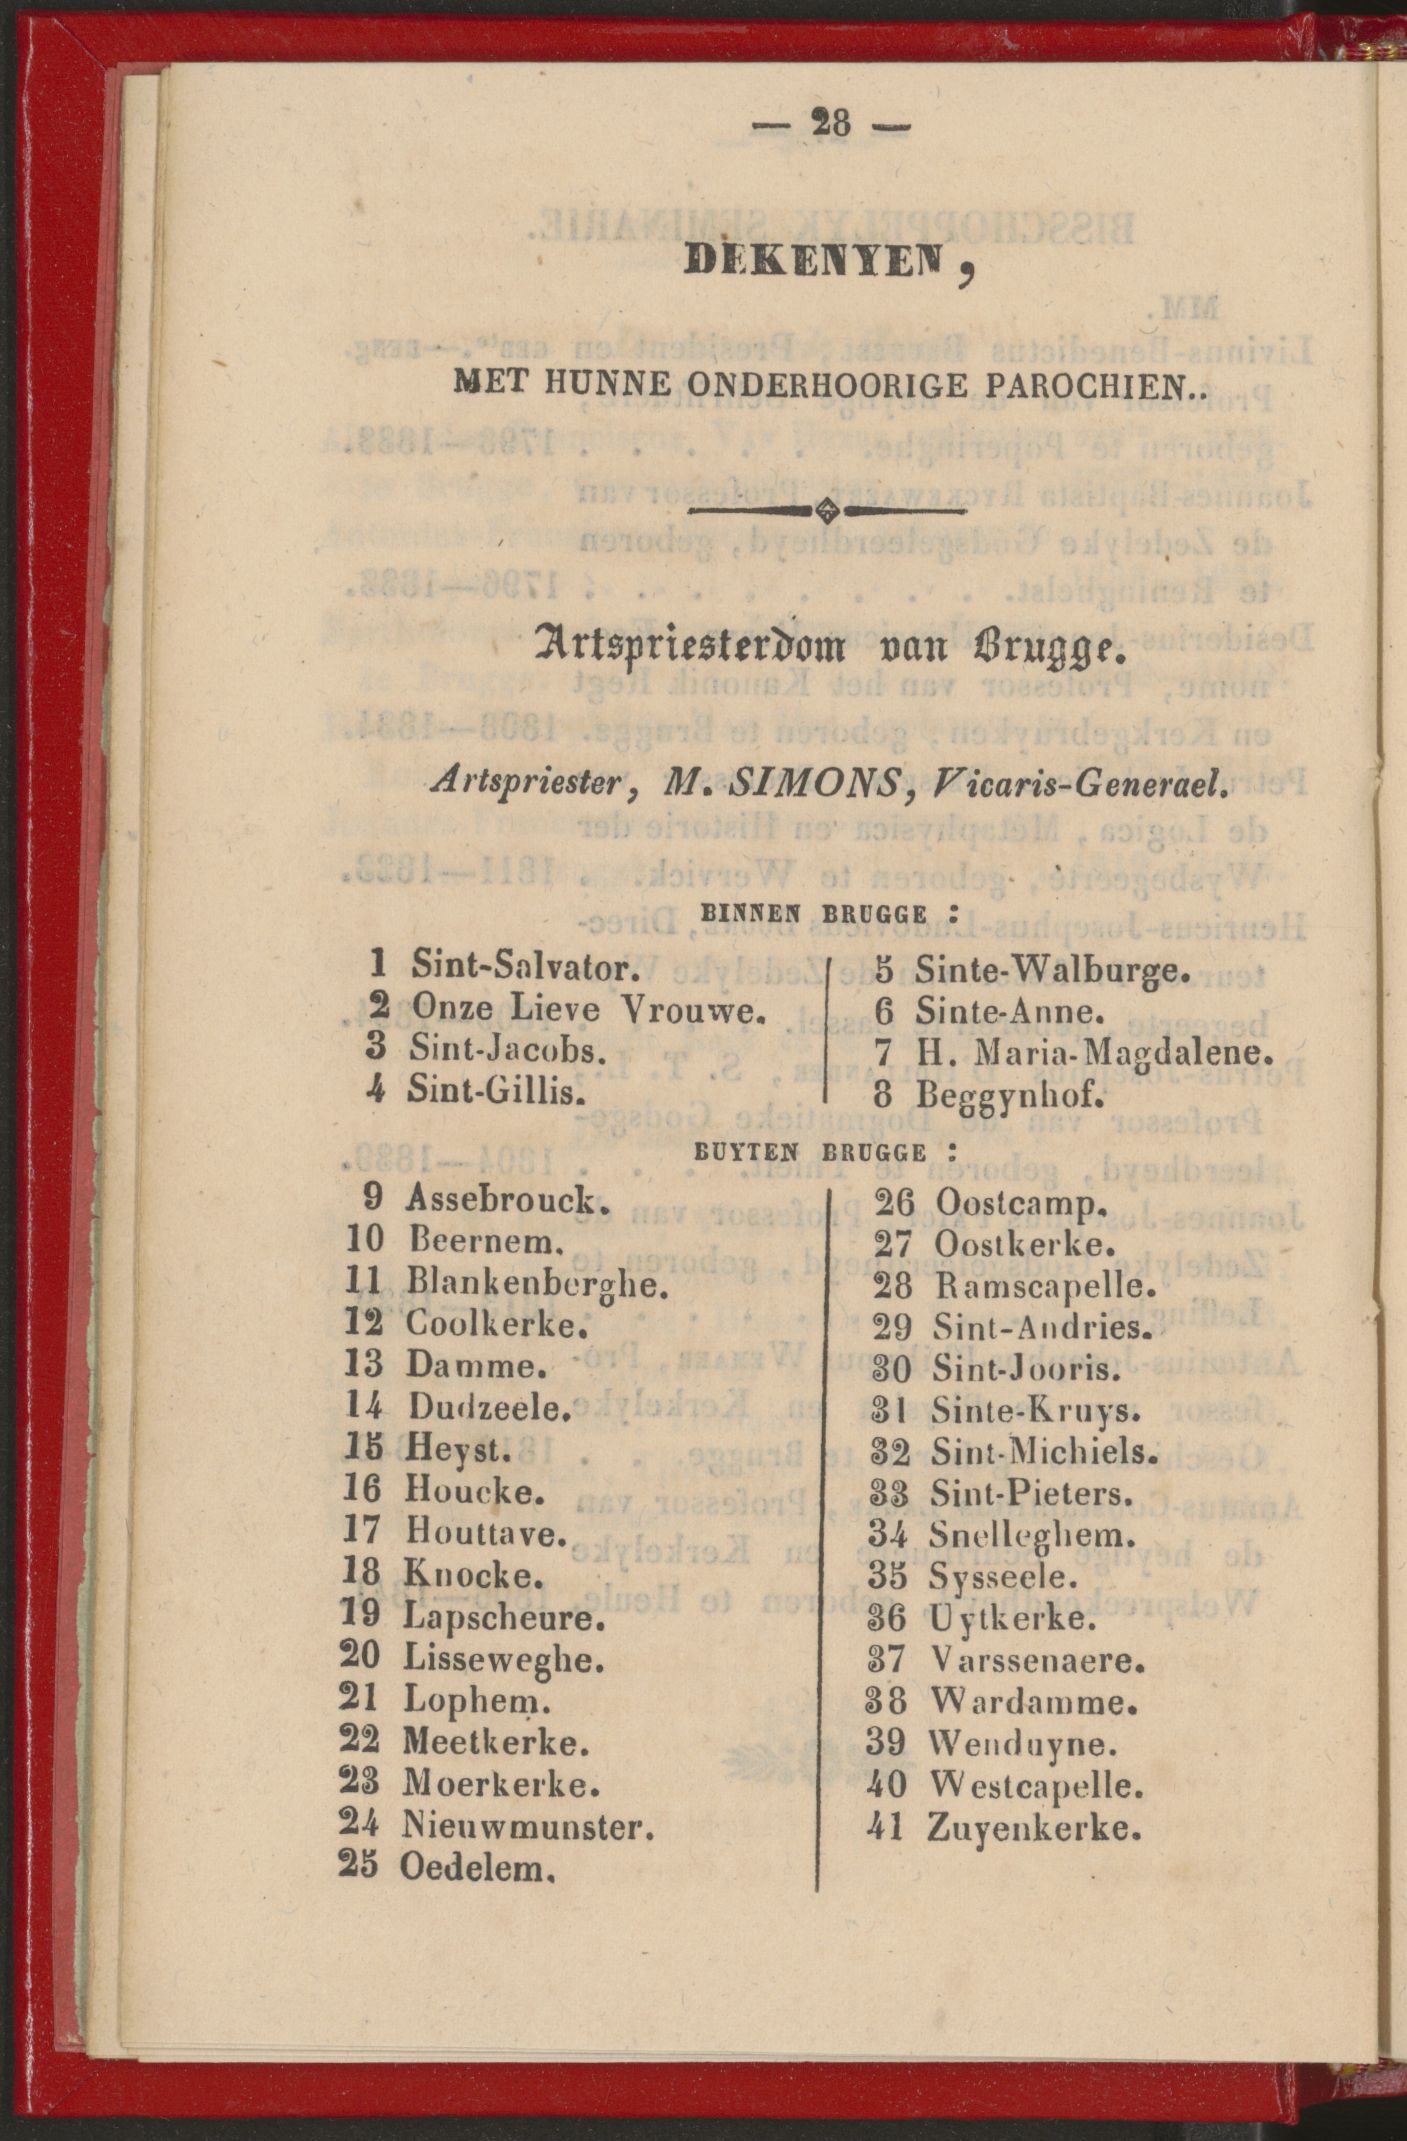 — 28 —
DEKENYEN,
MET HUNNE ONDERHOORIGE PAROCHIEN..
Artspriesterdom van Brugge.
Artspriester, M. SIMONS, Vicaris-Generael.
BINNEN BRUGGE :
1 Sint-Salvator.
2 Onze Lieve Vrouwe.
3 Sint-Jacobs.
4 Sint-Gillis.
5 Sinte-Walburge.
6 Sinte-Anne.
7 H. Maria-Magdalene.
8 Beggynhof.
BUYTEN BRUGGE :
9 Assebrouck.
10 Beernem.
11 Blankenberghe.
12 Coolkerke.
13 Damme.
14 Dudzeele.
15 Heyst.
16 Houcke.
17 Houttave.
18 Knocke.
19 Lapscheure.
20 Lisseweghe.
21 Lophem.
22 Meetkerke.
23 Moerkerke.
24 Nieuwmunster.
25 Oedelem.
26 Oostcamp.
27 Oostkerke.
28 Ramscapelle.
29 Sint-Andries.
30 Sint-Jooris.
31 Sinte-Kruys.
32 Sint-Michiels.
33 Sint-Pieters.
34 Snelleghem.
35 Sysseele.
36 Uytkerke.
37 Varssenaere.
38 Wardamme.
39 Wenduyne.
40 Westcapelle.
41 Zuyenkerke.